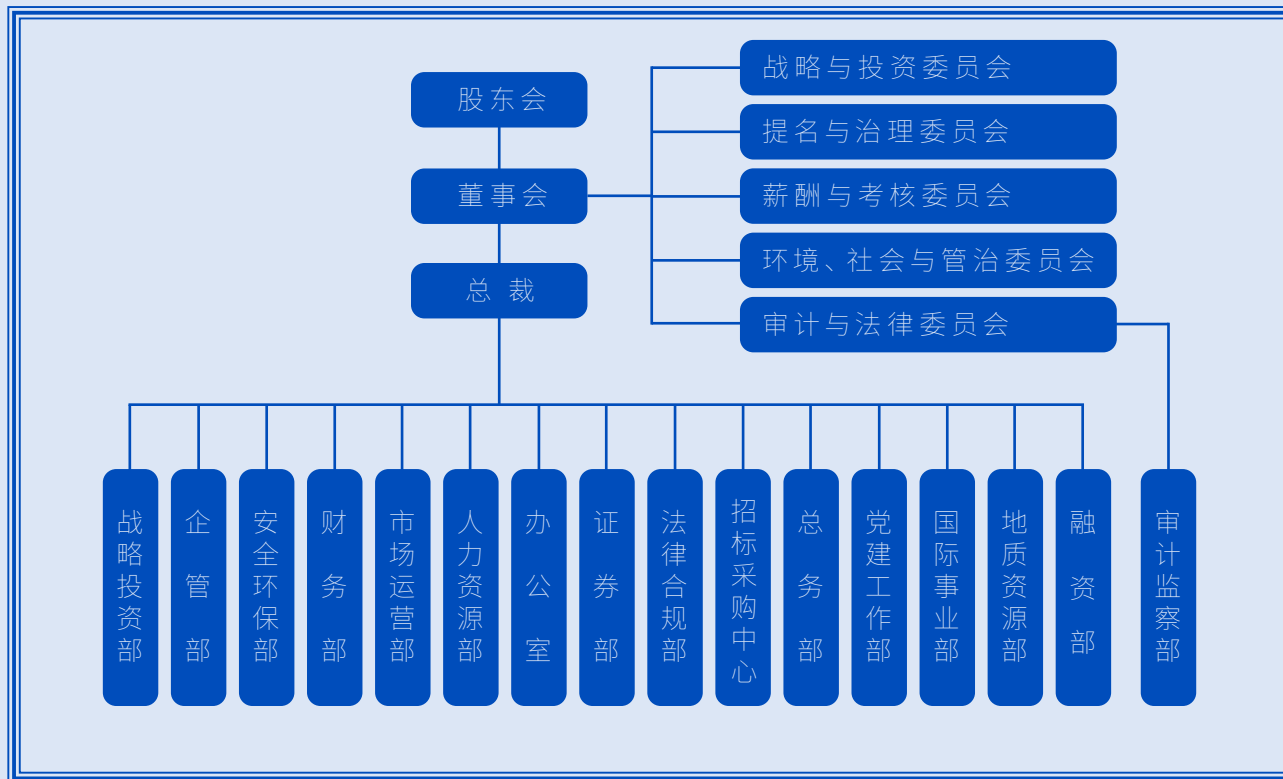 股东会
董事会
总裁
战略与投资委员会
提名与治理委员会
薪酬与考核委员会
环境、社会与管治委员会
审计与法律委员会
战略投资部
企管部
安全环保部
财务部
市场运营部
人力资源部
办公室
证券部
法律合规部
招标采购中心
总务部
党建工作部
国际事业部
地质资源部
融资部
审计监察部